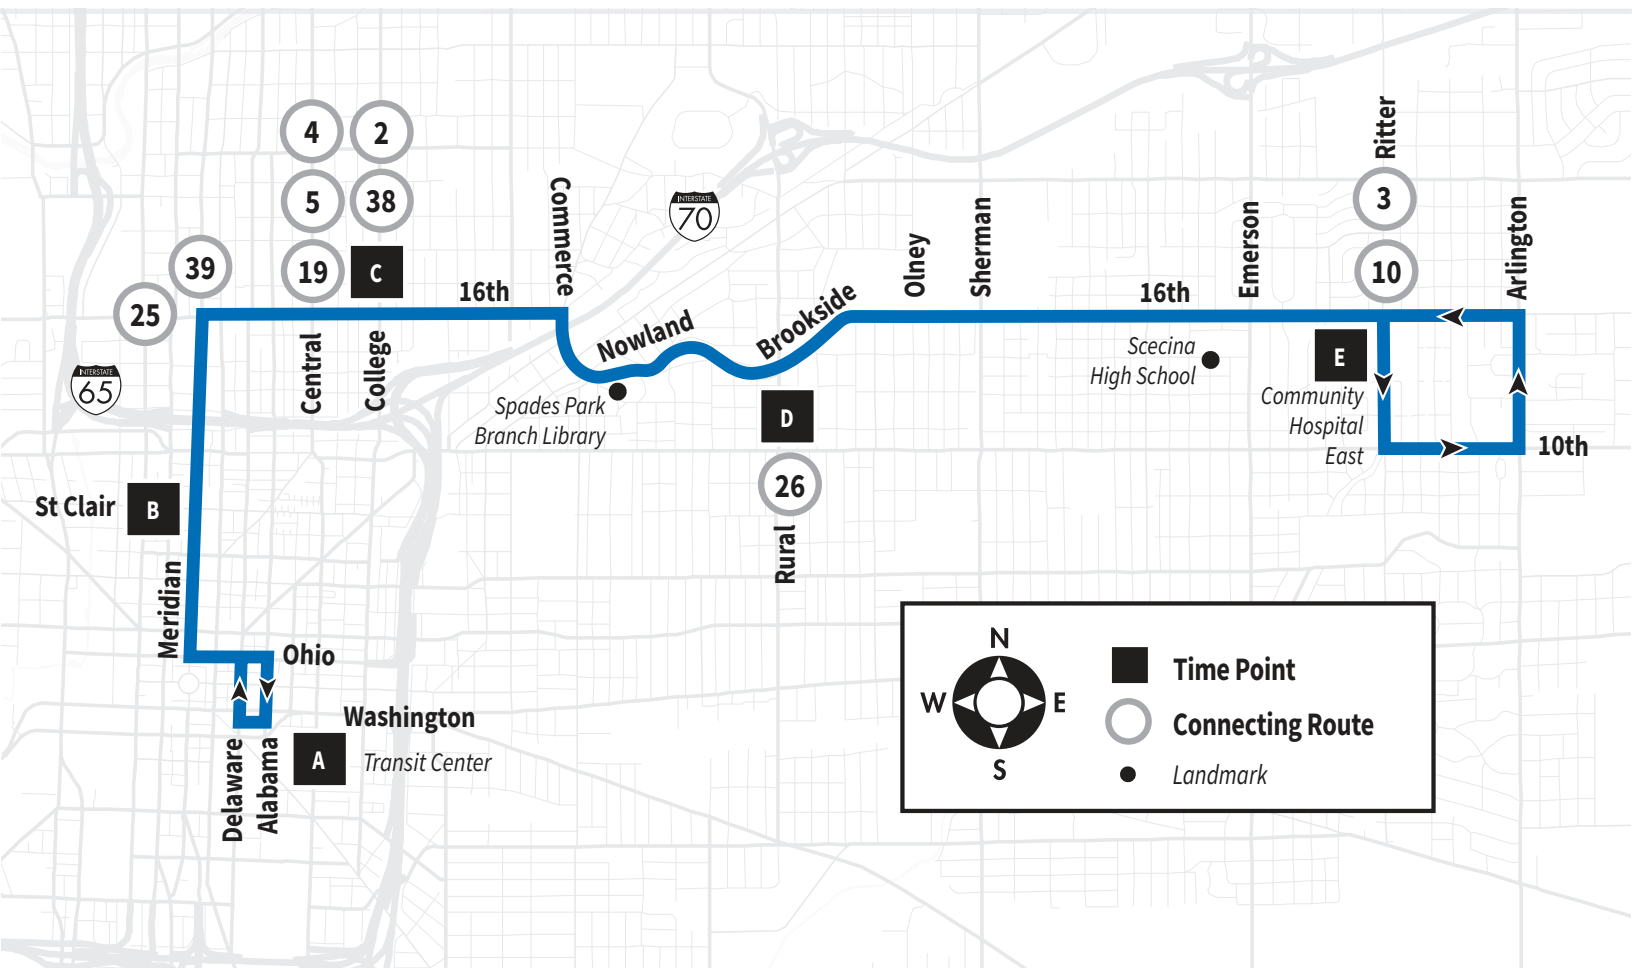 4
2
5
38
39
19
C
25
16th
Central
College
INTERSTATE
65
Commerce
INTERSTATE
70
Nowland
Brookside
Olney
Sherman
16th
Emerson
Ritter
3
10
Arlington
Spades Park
Branch Library
D
26
Rural
Scecina
High School
E
Community
Hospital
East
10th
St Clair
B
Meridian
Ohio
Washington
Delaware
Alabama
A
Transit Center
N
W
E
S
Time Point
Connecting Route
Landmark